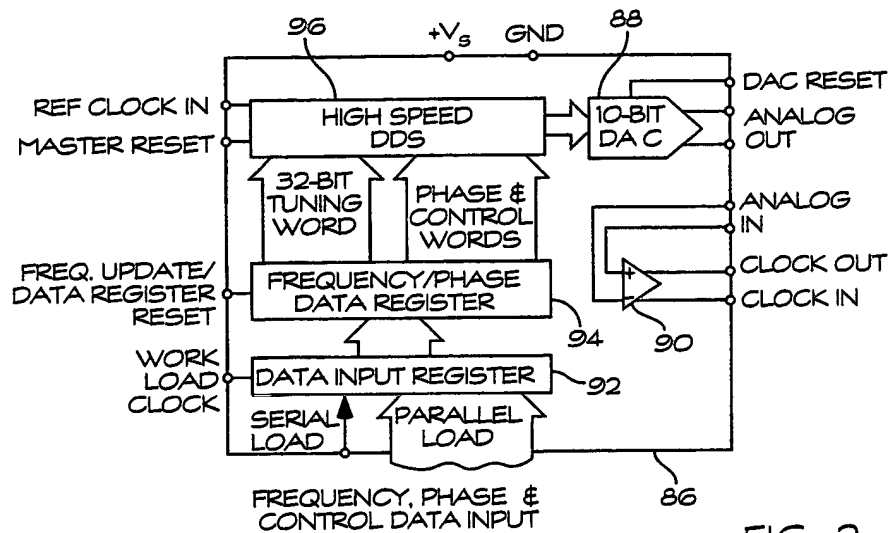 +Vs
GND
88
96
DAC RESET
REF CLOCK IN
HIGH SPEED
DDS
10-BIT
DAC
ANALOG
OUT
MASTER RESET
32-BIT
TUNING
WORD
PHASE &
CONTROL
WORDS
ANALOG
IN
FREQ. UPDATE/
DATA REGISTER
RESET
FREQUENCY/PHASE
DATA REGISTER
+
-
CLOCK OUT
CLOCK IN
94
90
WORK
LOAD
CLOCK
DATA INPUT REGISTER
92
SERIAL
LOAD
PARALLEL
LOAD
86
FREQUENCY, PHASE &
CONTROL DATA INPUT